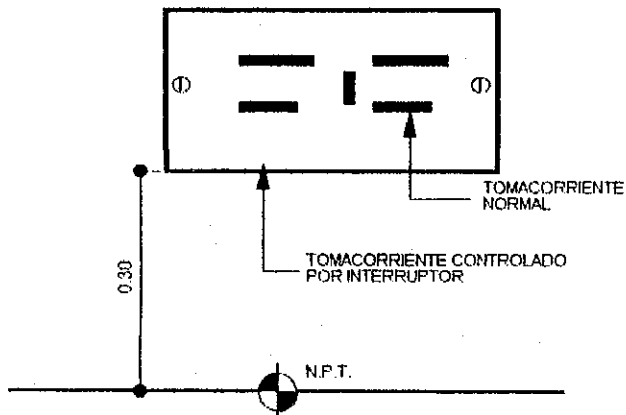 TOMACORRIENTE
NORMAL
TOMACORRIENTE CONTROLADO
POR INTERRUPTOR
0.30
N.P.T.